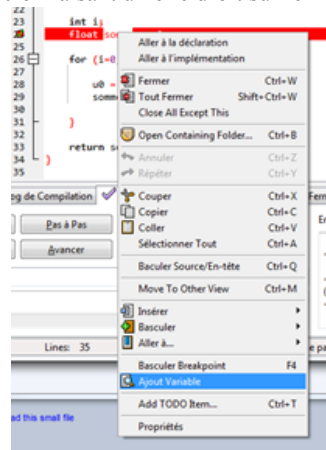 22
23 int i;
24 float so
25
26 for (i=0
27
28 u0 =
29 somm
30
31 }
32
33 return s
34 }
35
Aller à la déclaration
Aller à l'implémentation
Fermer Ctrl+W
Tout Fermer Shift+Ctrl+W
Close All Except This
Open Containing Folder... Ctrl+B
Annuler Ctrl+Z
Répéter Ctrl+Y
Couper Ctrl+X
Copier Ctrl+C
Coller Ctrl+V
Sélectionner Tout Ctrl+A
Baculer Source/En-tête Ctrl+Q
Move To Other View Ctrl+M
Insérer
Basculer
Aller à...
Basculer Breakpoint F4
Ajout Variable
Add TODO Item... Ctrl+T
Propriétés
og de Compilation
Ferm
Pas à Pas
Avancer
Lines: 35
e pa
ad this small file